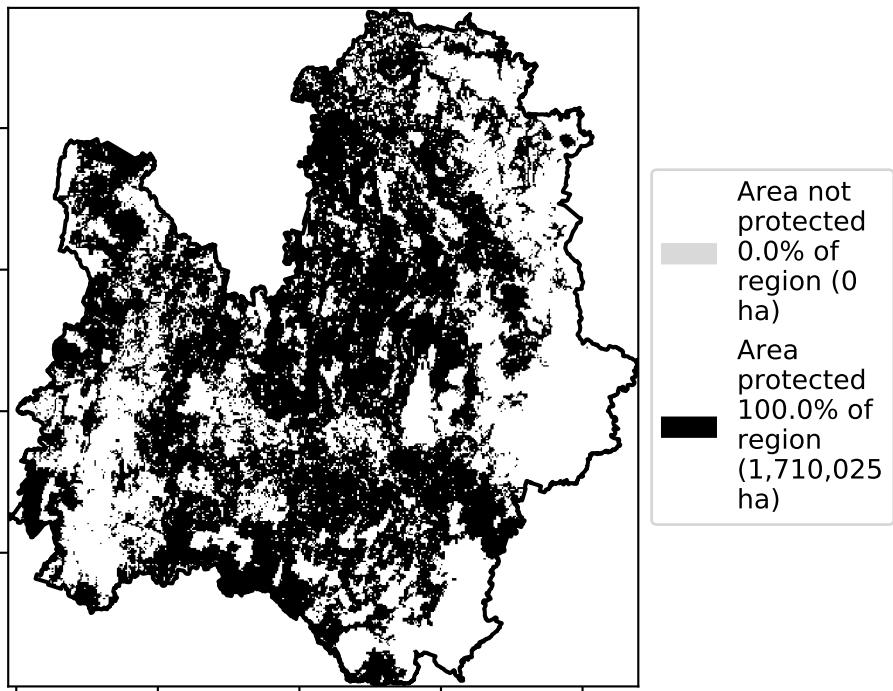 Area not
protected
0.0% of
region (0
ha)
Area
protected
100.0% of
region
(1,710,025
ha)